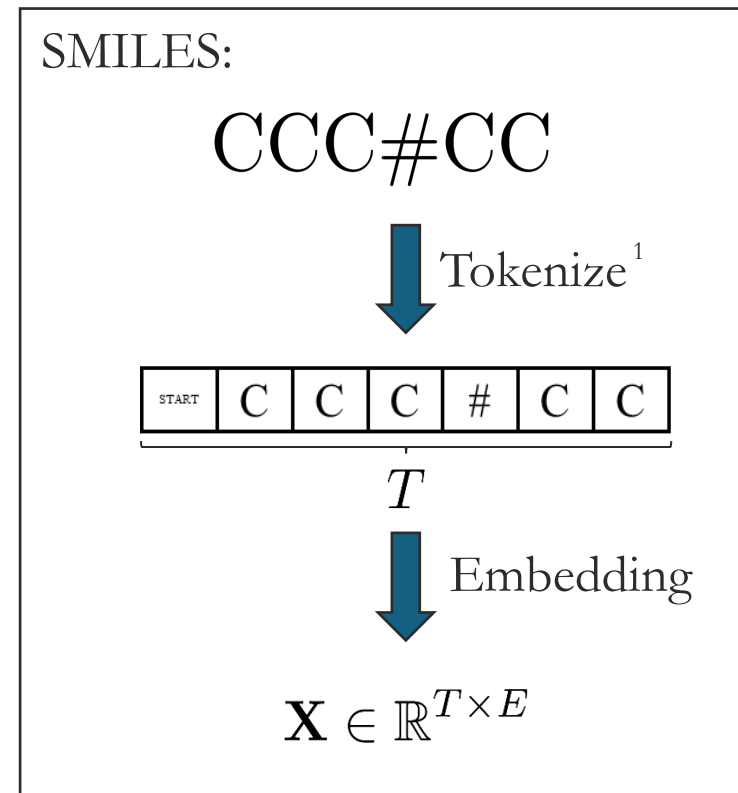 SMILES:
CCC#CC
Tokenize¹
START C C C # C C
T
Embedding
X ∈ ℝ^{T×E}